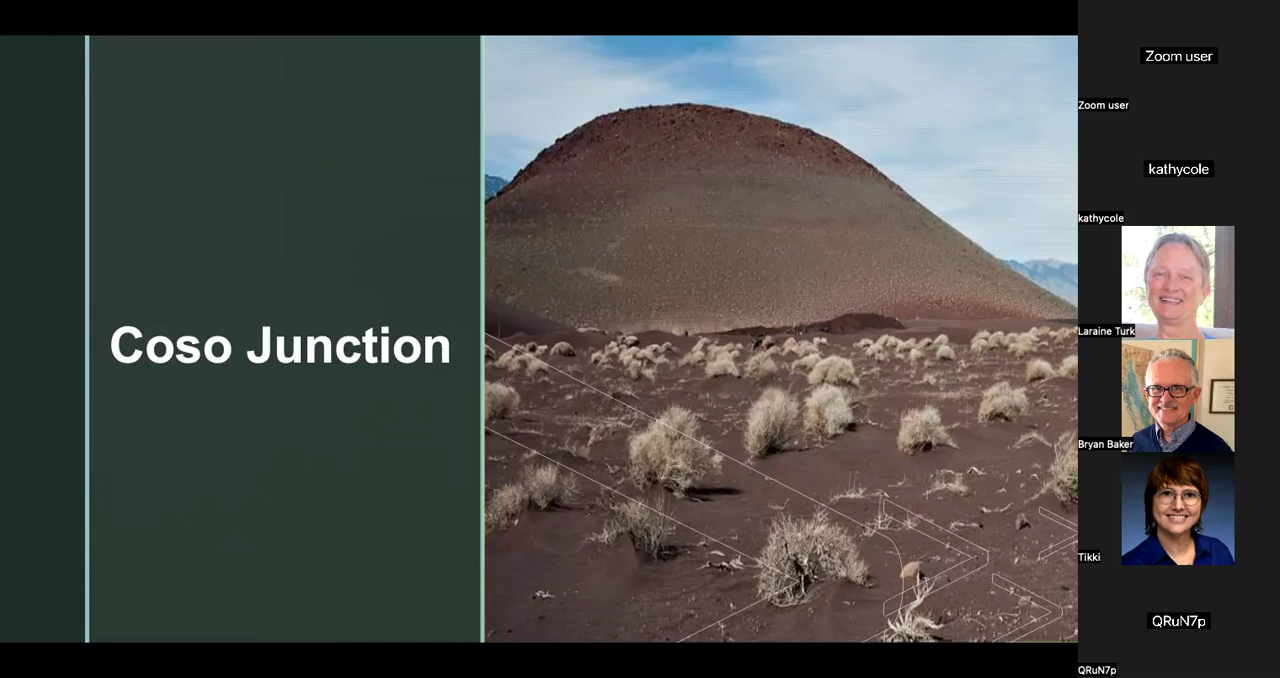 Coso Junction
Zoom user
Zoom user
kathycole
kathycole
Laraine Turk
Bryan Baker
Tikki
QRuN7p
QRuN7p